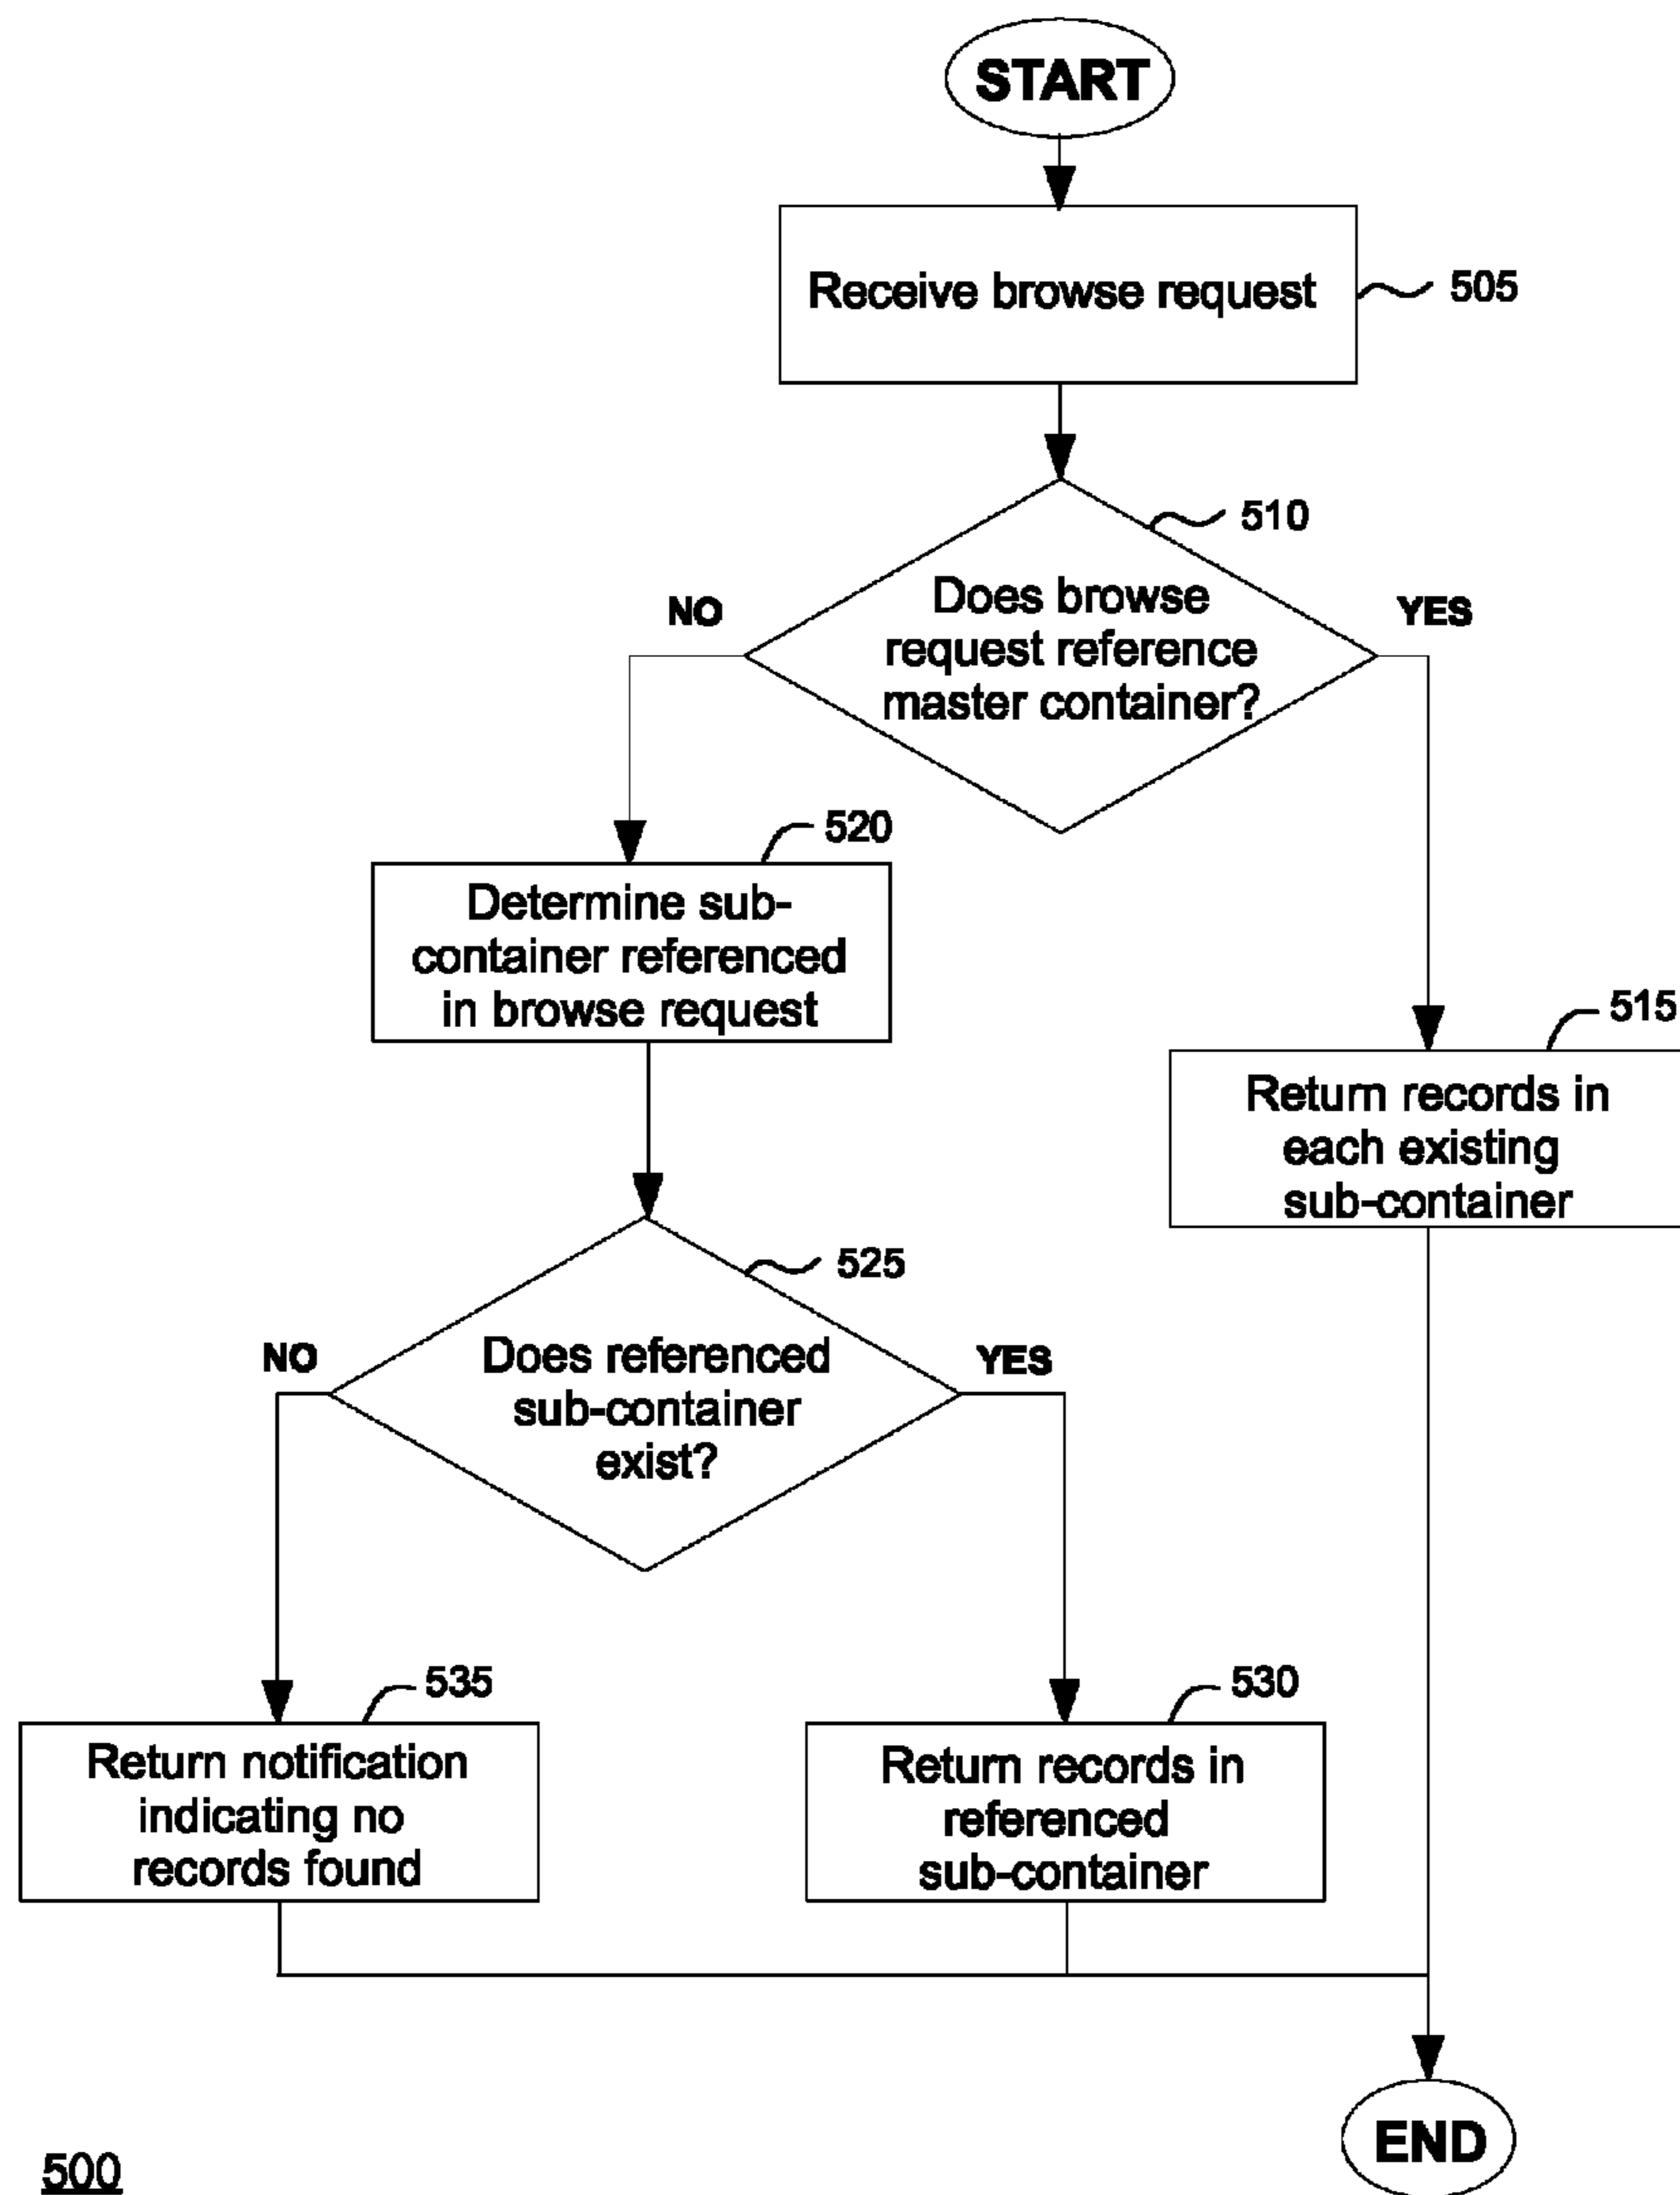 START
Receive browse request
505
510
Does browse
request reference
master container?
NO
YES
520
Determine sub-
container referenced
in browse request
515
Return records in
each existing
sub-container
525
Does referenced
sub-container
exist?
NO
YES
535
Return notification
indicating no
records found
530
Return records in
referenced
sub-container
END
500